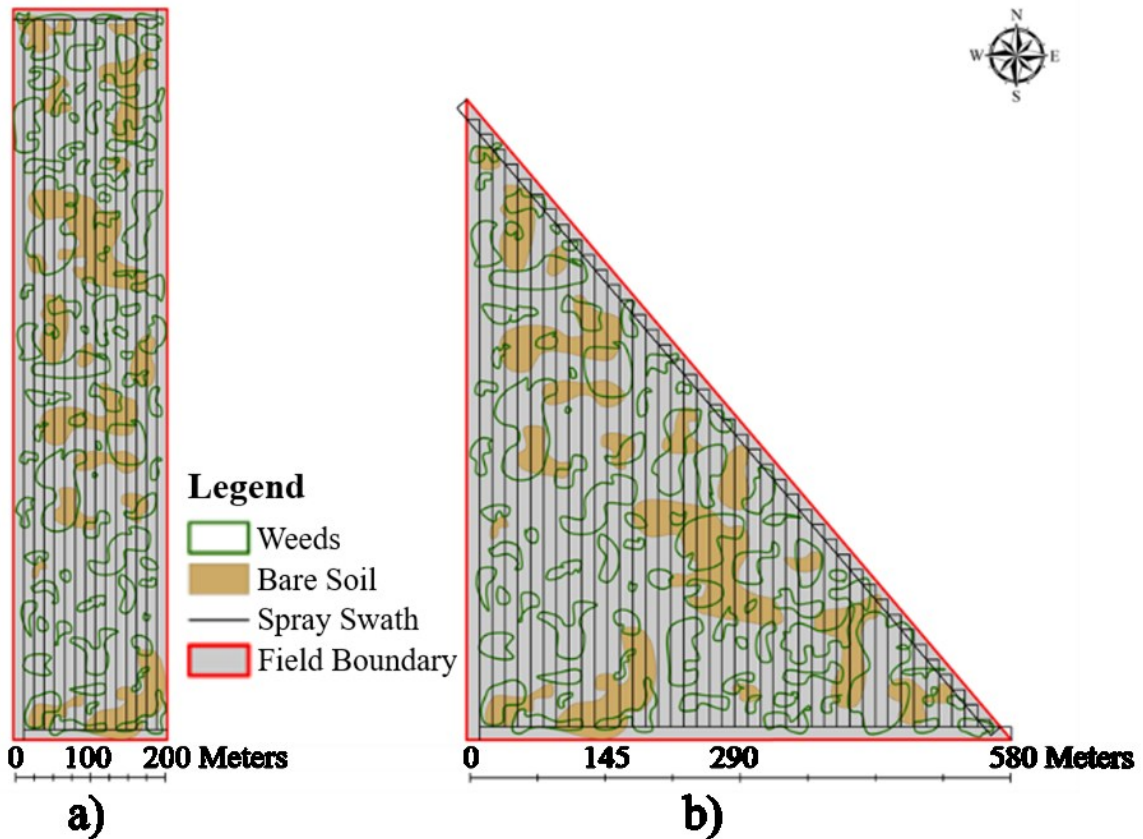 N
W E
S
Legend
Weeds
Bare Soil
Spray Swath
Field Boundary
0 100 200 Meters
0 145 290 580 Meters
a)
b)